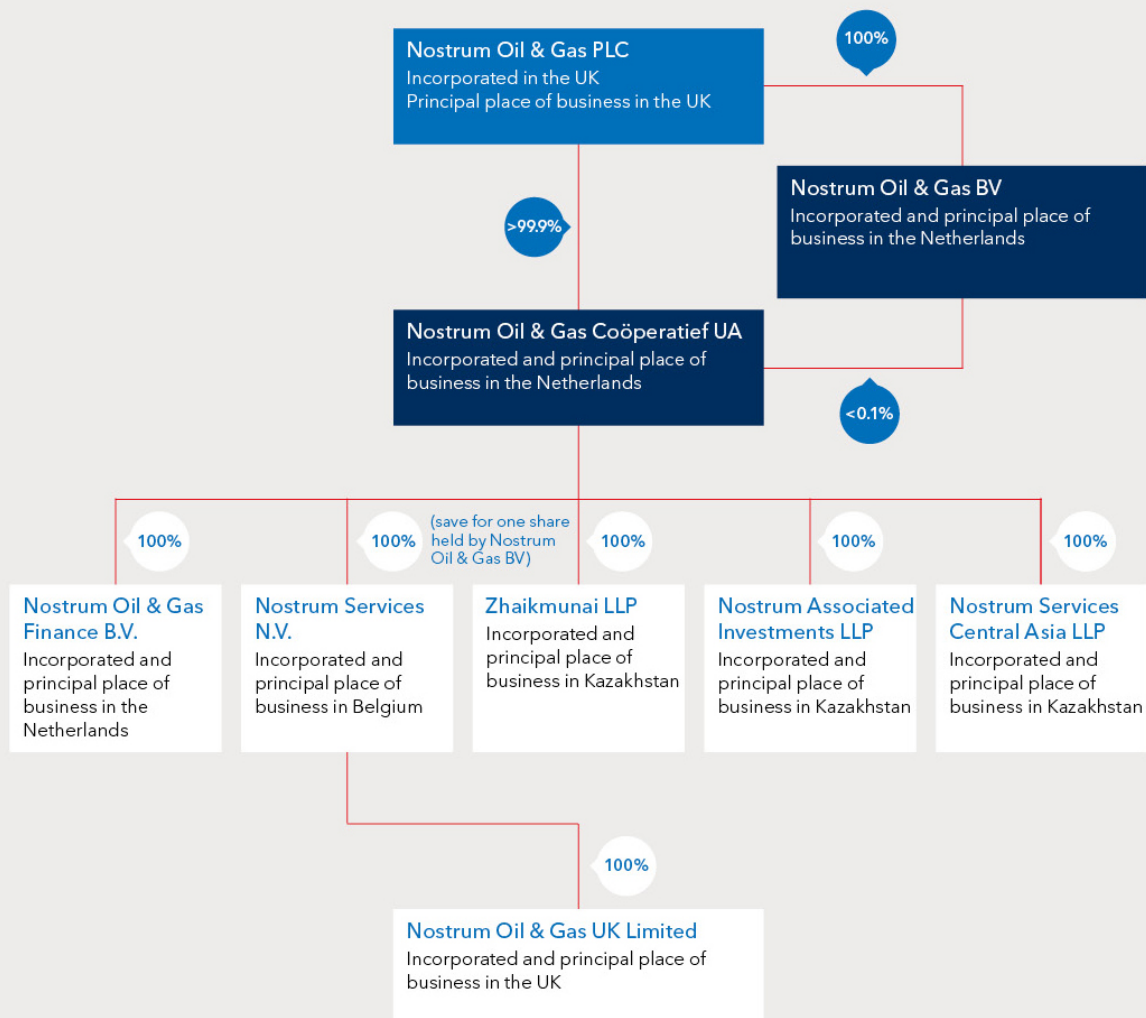 Nostrum Oil & Gas PLC
Incorporated in the UK
Principal place of business in the UK
100%
Nostrum Oil & Gas BV
Incorporated and principal place of
business in the Netherlands
>99.9%
Nostrum Oil & Gas Coöperatief UA
Incorporated and principal place of
business in the Netherlands
<0.1%
100%
100%
(save for one share
held by Nostrum
Oil & Gas BV)
100%
100%
100%
Nostrum Oil & Gas
Finance B.V.
Incorporated and
principal place of
business in the
Netherlands
Nostrum Services
N.V.
Incorporated and
principal place of
business in Belgium
Zhaikmunai LLP
Incorporated and
principal place of
business in Kazakhstan
Nostrum Associated
Investments LLP
Incorporated and
principal place of
business in Kazakhstan
Nostrum Services
Central Asia LLP
Incorporated and
principal place of
business in Kazakhstan
100%
Nostrum Oil & Gas UK Limited
Incorporated and principal place of
business in the UK